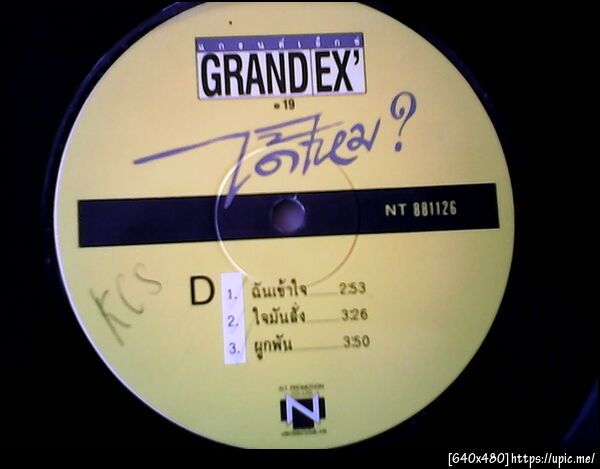 แกรนด์เอ็กซ์
GRAND EX'
19
ได้ไหม?
NT 881126
KCS
D
1. ฉันเข้าใจ 2:53
2. ใจมันสั่ง 3:26
3. ผูกพัน 3:50
NT PROMOTION
N
[640x480]https://upic.me/